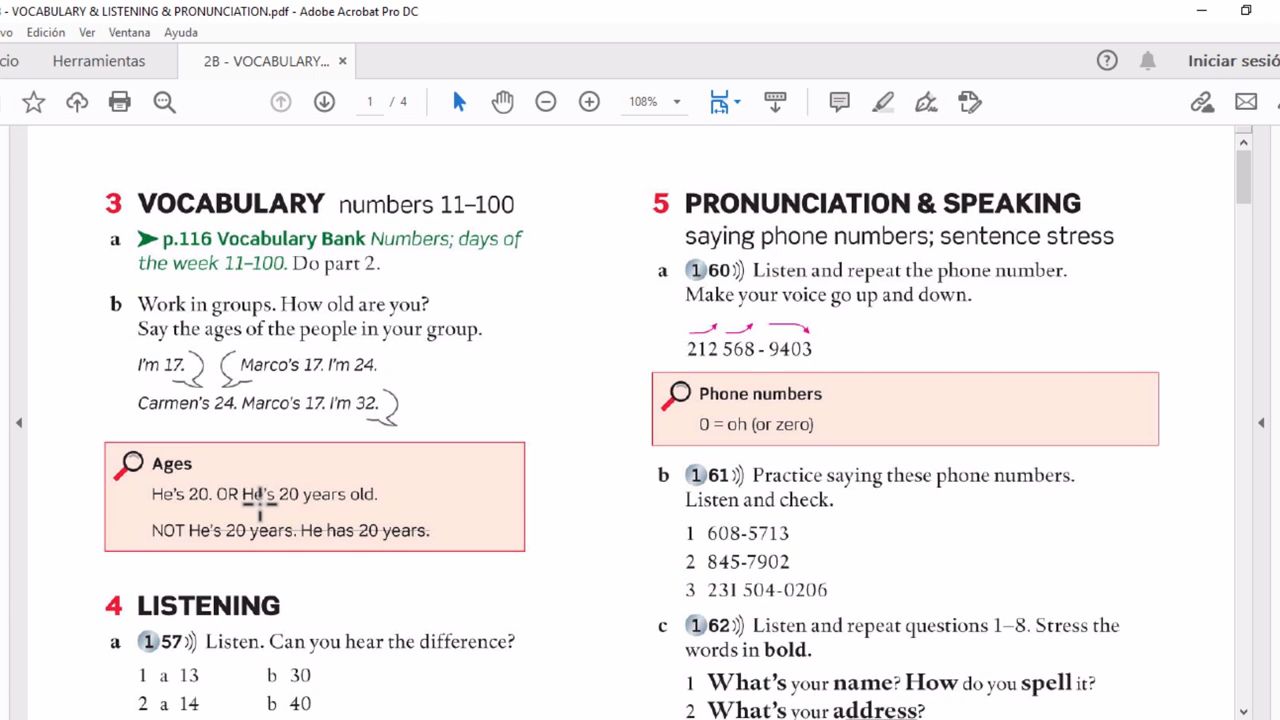 - VOCABULARY & LISTENING & PRONUNCIATION.pdf - Adobe Acrobat Pro DC
Edición Ver Ventana Ayuda
Herramientas
2B - VOCABULARY... ×
Iniciar sesi
1 / 4
108%
3 VOCABULARY numbers 11–100
a p.116 Vocabulary Bank Numbers; days of
the week 11–100. Do part 2.
b Work in groups. How old are you?
Say the ages of the people in your group.
I'm 17. Marco's 17. I'm 24.
Carmen's 24. Marco's 17. I'm 32.
Ages
He's 20. OR He's 20 years old.
NOT He's 20 years. He has 20 years.
4 LISTENING
a 1 57 Listen. Can you hear the difference?
1 a 13 b 30
2 a 14 b 40
5 PRONUNCIATION & SPEAKING
saying phone numbers; sentence stress
a 1 60 Listen and repeat the phone number.
Make your voice go up and down.
212 568 - 9403
Phone numbers
0 = oh (or zero)
b 1 61 Practice saying these phone numbers.
Listen and check.
1 608-5713
2 845-7902
3 231 504-0206
c 1 62 Listen and repeat questions 1–8. Stress the
words in bold.
1 What's your name? How do you spell it?
2 What's your address?